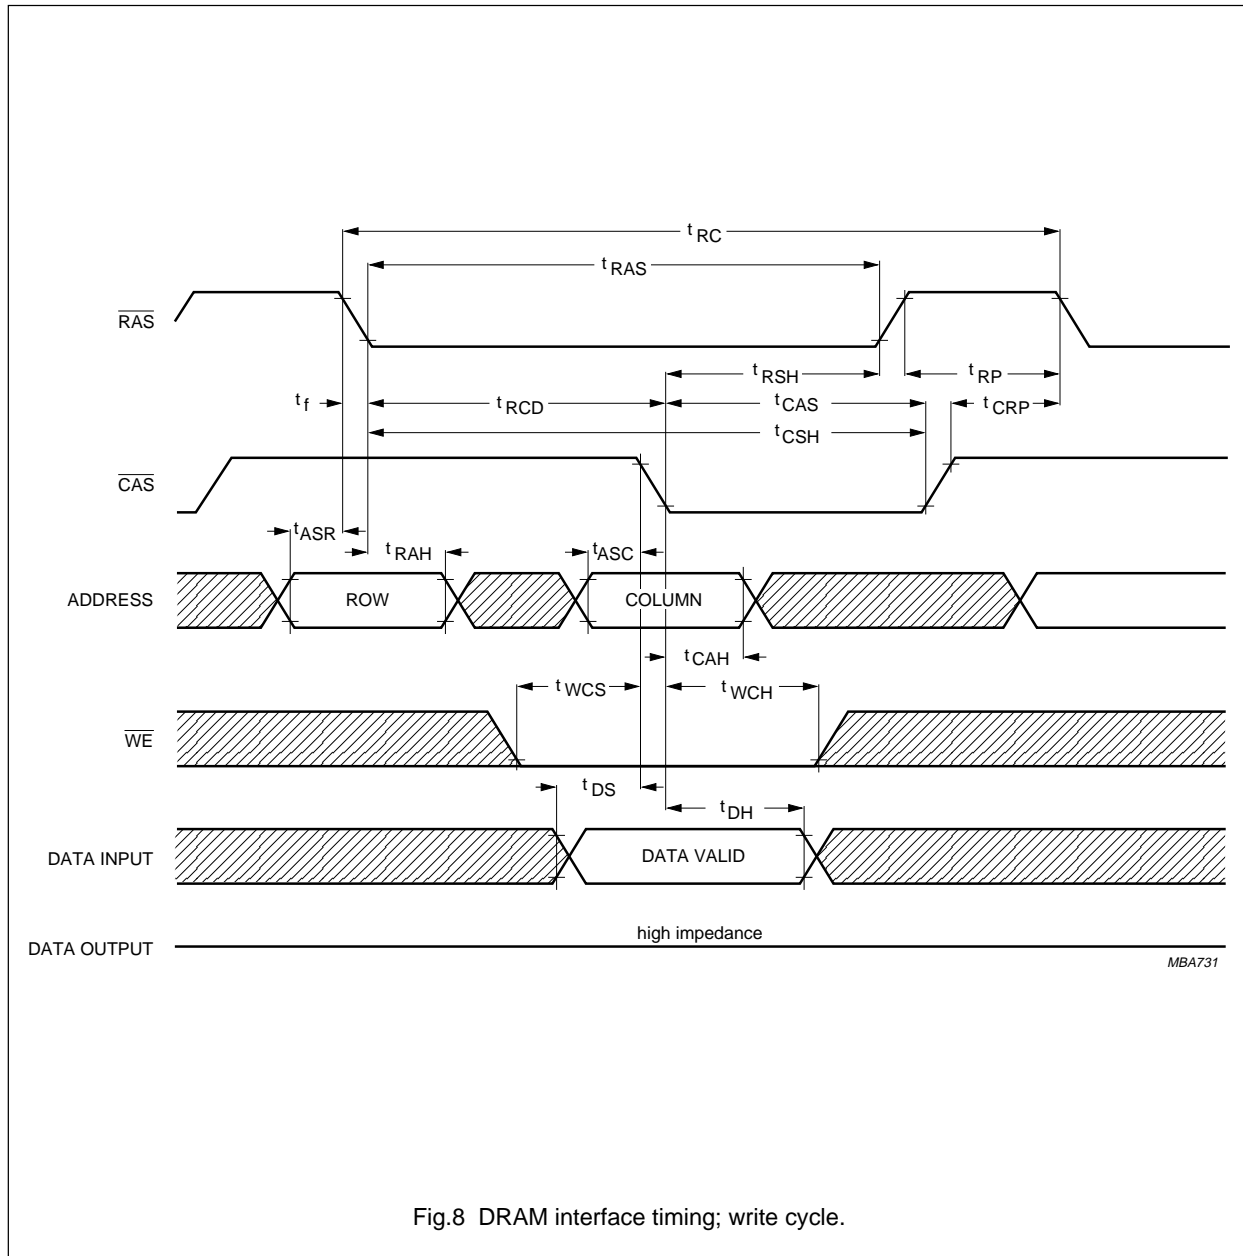 t RC
t RAS
RAS
t RSH
t RP
t f
t RCD
t CAS
t CRP
t CSH
CAS
t ASR
t RAH
t ASC
ADDRESS
ROW
COLUMN
t CAH
t WCS
t WCH
WE
t DS
t DH
DATA INPUT
DATA VALID
high impedance
DATA OUTPUT
MBA731
Fig.8 DRAM interface timing; write cycle.